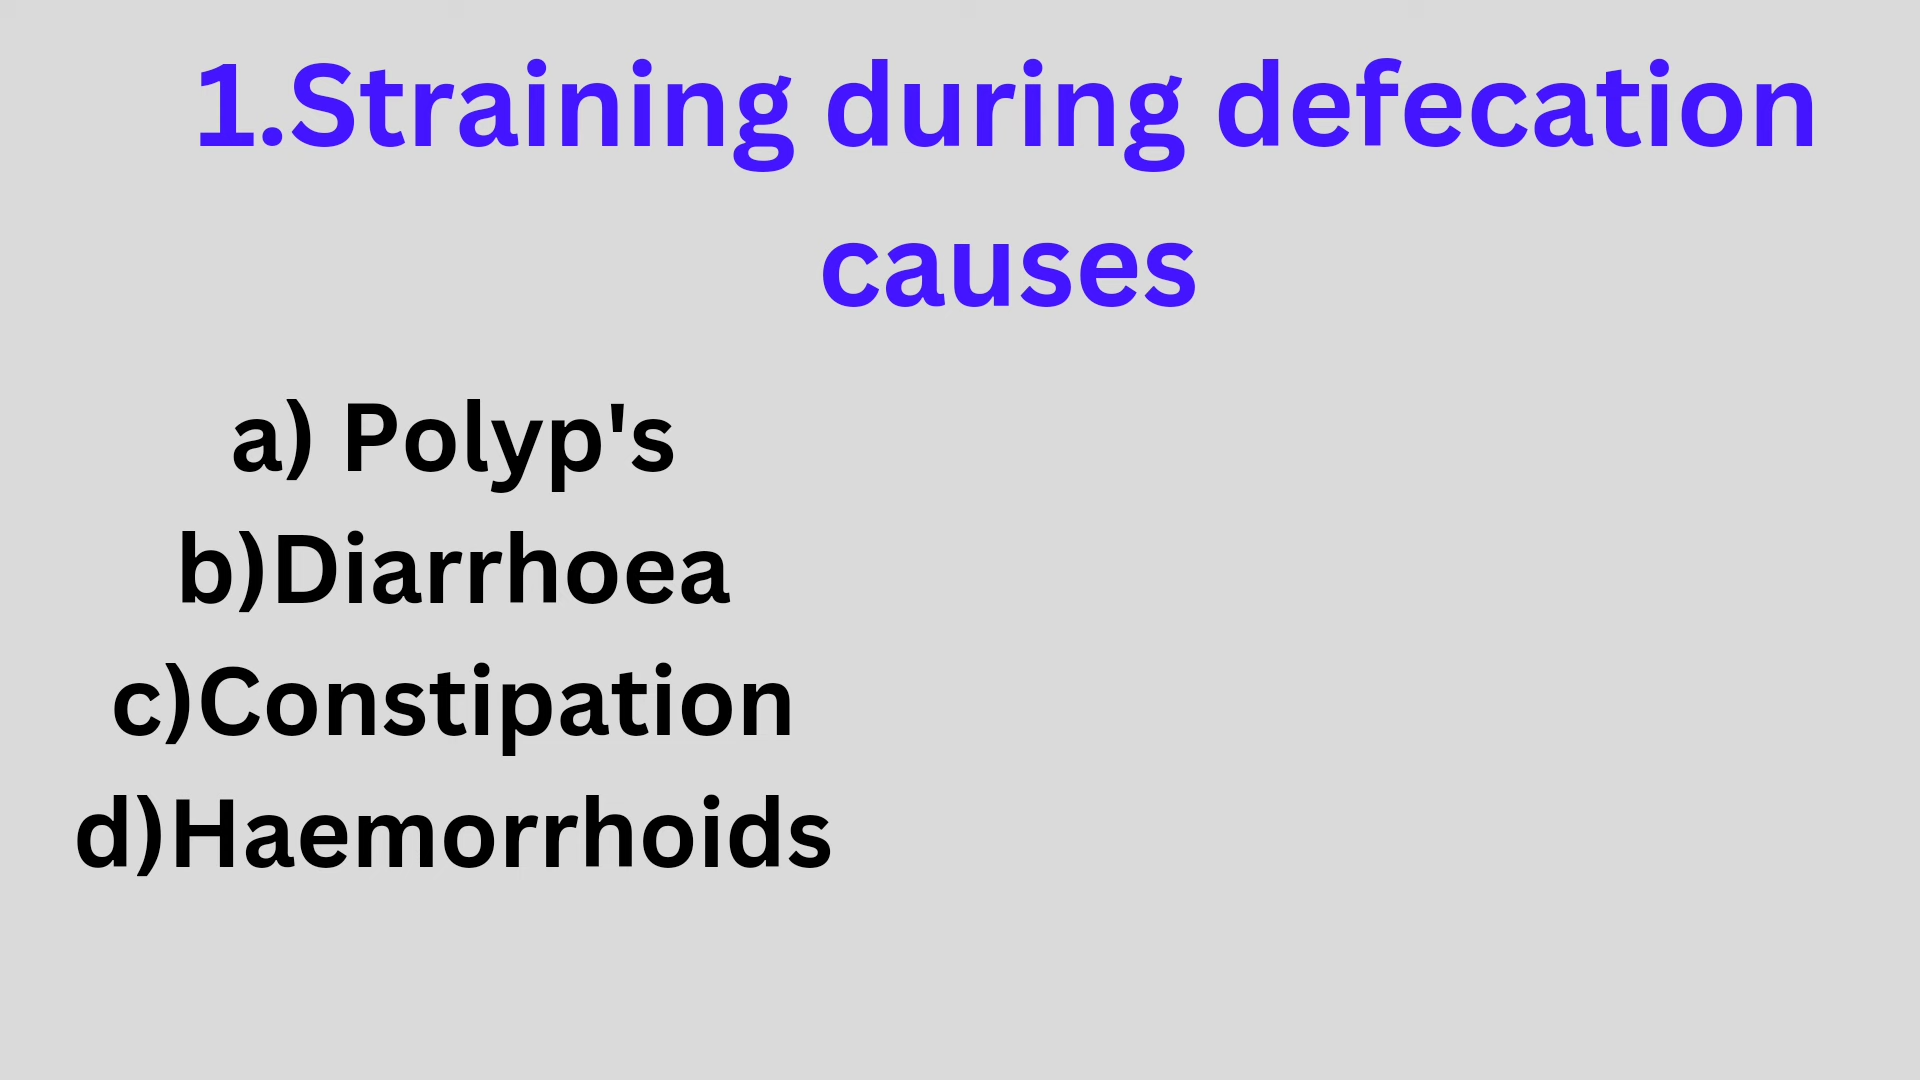 1.Straining during defecation
causes
a) Polyp's
b)Diarrhoea
c)Constipation
d)Haemorrhoids